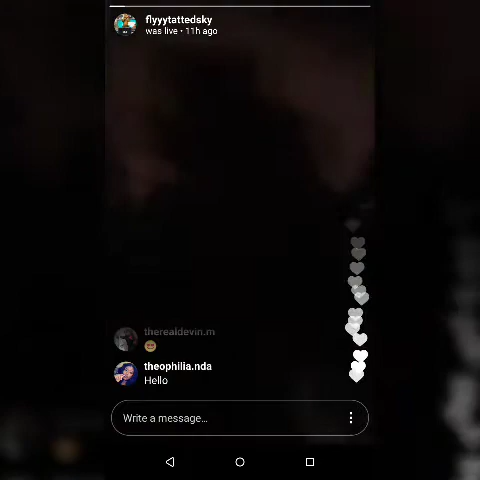 flyyytattedsky
was live • 11h ago
therealdevin.m
😄
theophilia.nda
Hello
Write a message...